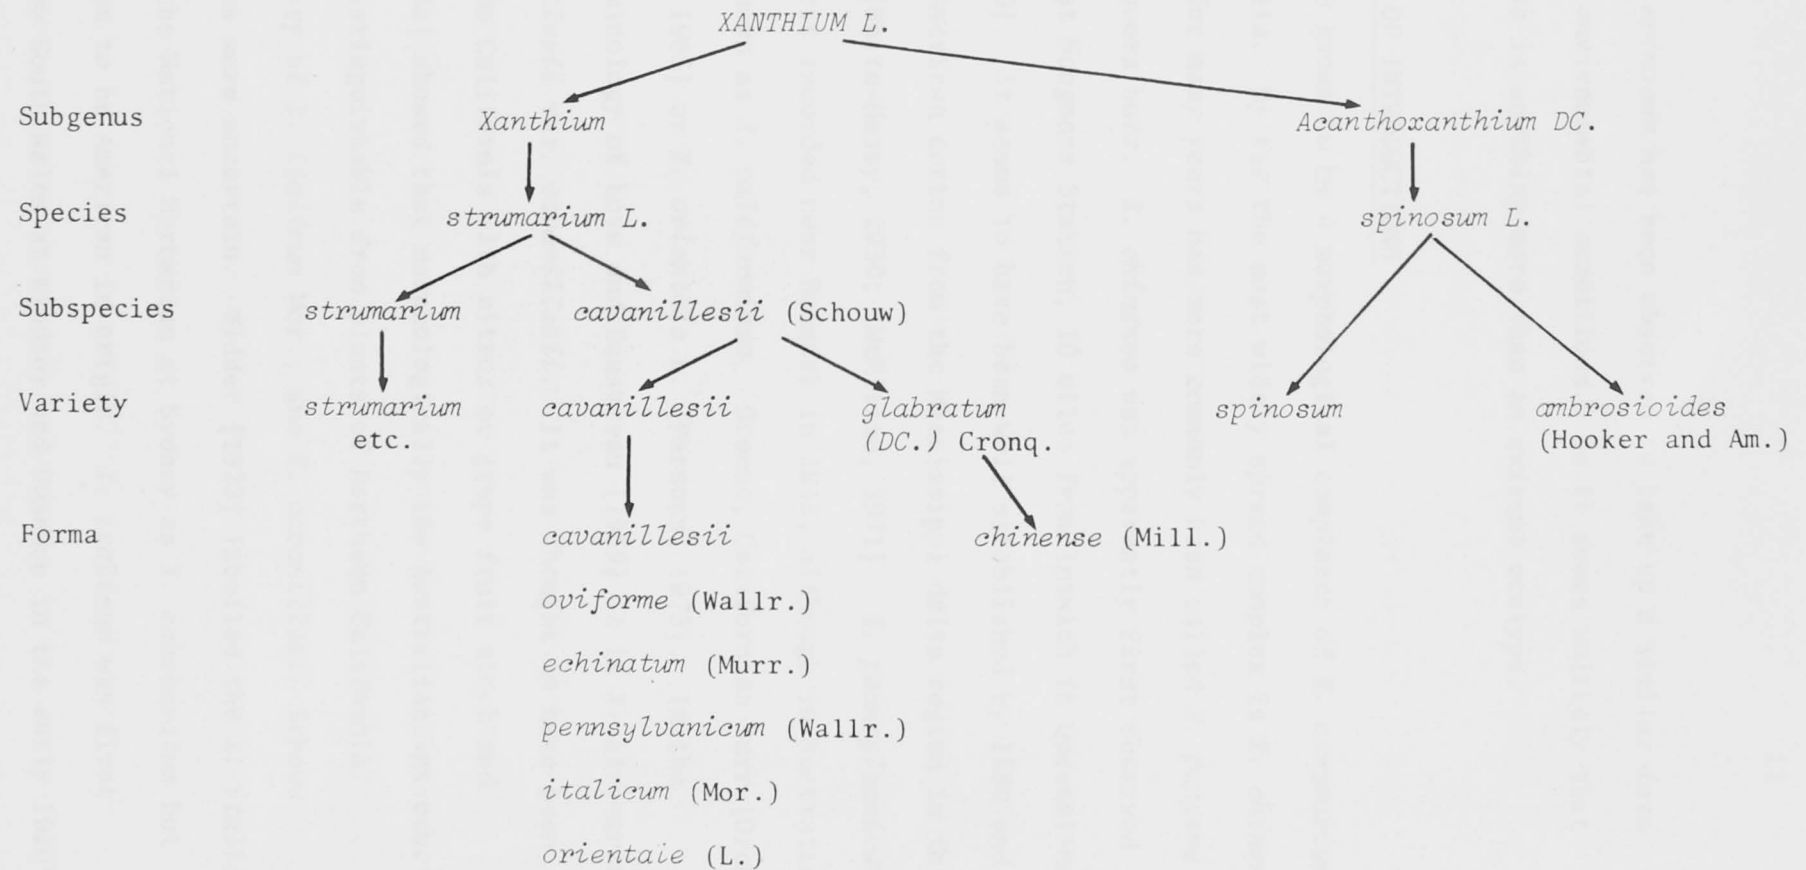 XANTHIUM L.
Subgenus Xanthium Acanthoxanthium DC.
Species strumarium L. spinosum L.
Subspecies strumarium cavanillesii (Schouw)
Variety strumarium cavanillesii glabratum spinosum ambrosioides
etc. (DC.) Cronq. (Hooker and Am.)
Forma cavanillesii chinense (Mill.)
oviforme (Wallr.)
echinatum (Murr.)
pennsylvanicum (Wallr.)
italicum (Mor.)
orientale (L.)